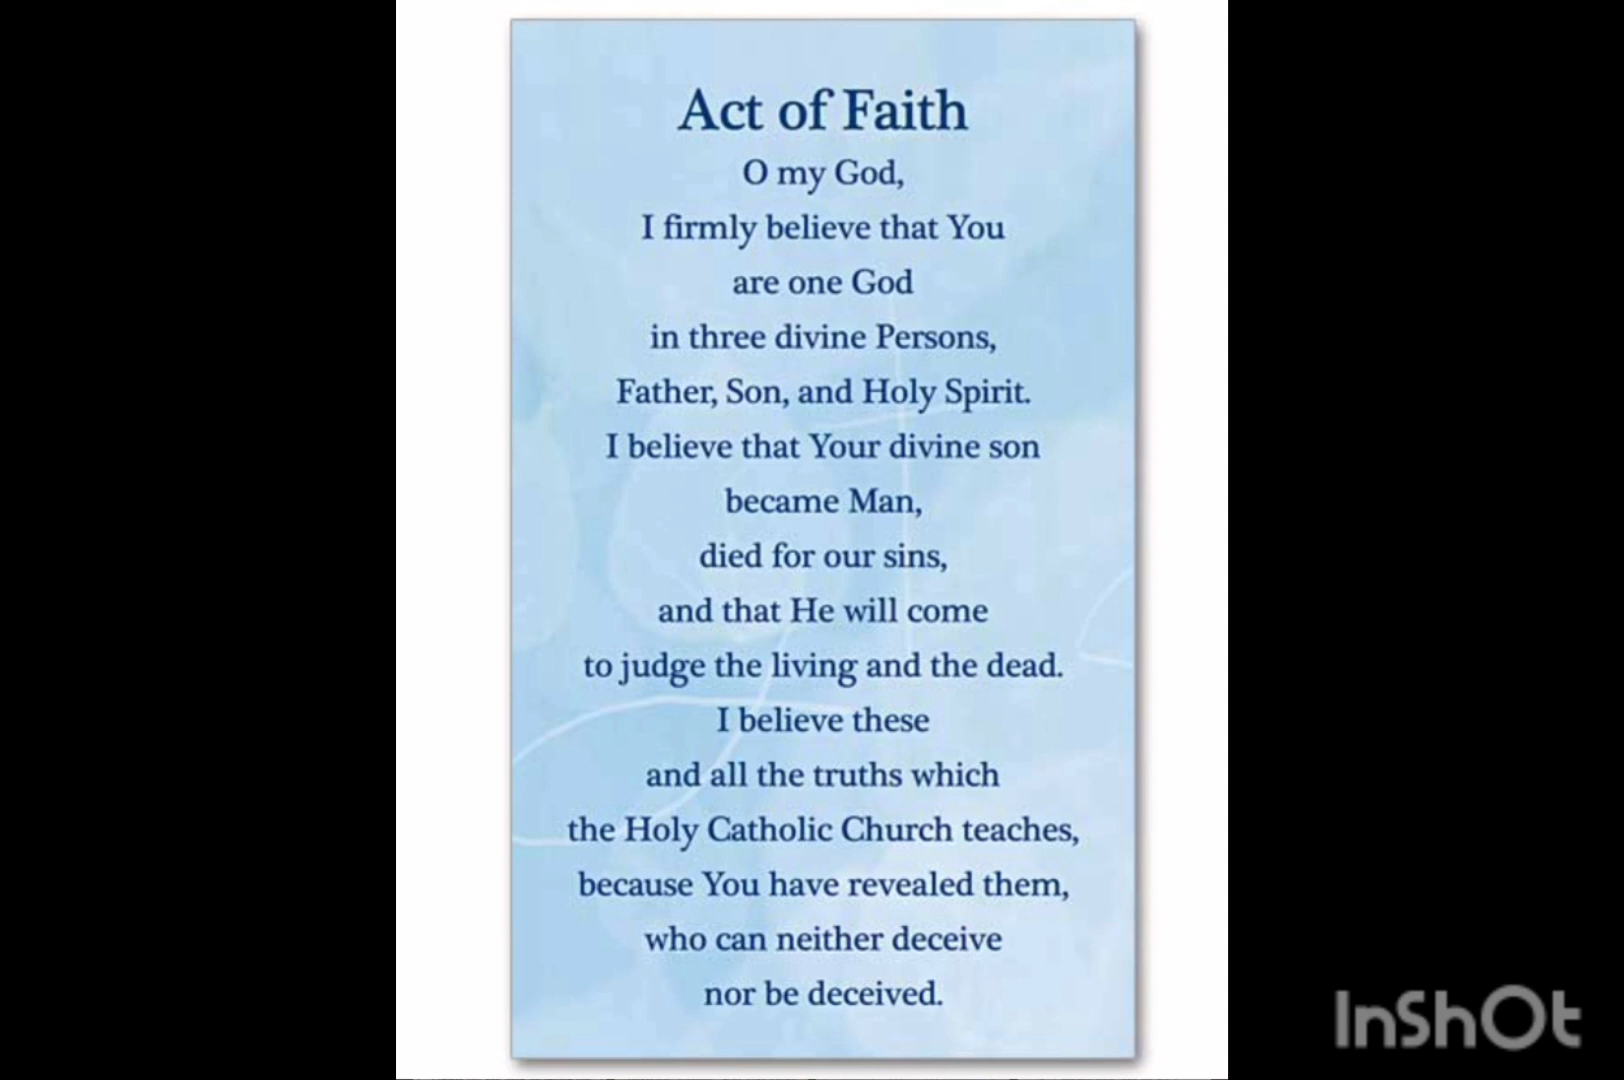 Act of Faith
O my God,
I firmly believe that You
are one God
in three divine Persons,
Father, Son, and Holy Spirit.
I believe that Your divine son
became Man,
died for our sins,
and that He will come
to judge the living and the dead.
I believe these
and all the truths which
the Holy Catholic Church teaches,
because You have revealed them,
who can neither deceive
nor be deceived.
InShOt